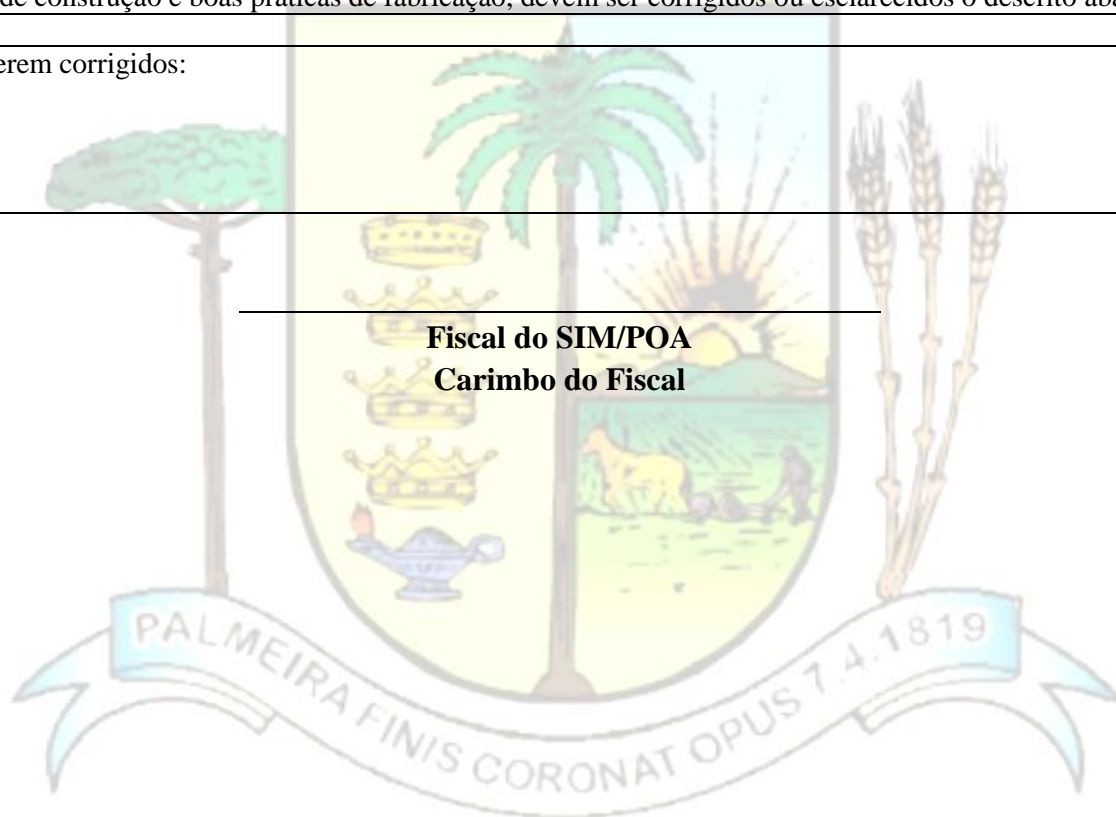 de construção e boas práticas de fabricação, devem ser corrigidos ou esclarecidos o descrito
erem corrigidos:
Fiscal do SIM/POA
Carimbo do Fiscal
PALMEIRA FINIS CORONAT OPUS 7.4.1819